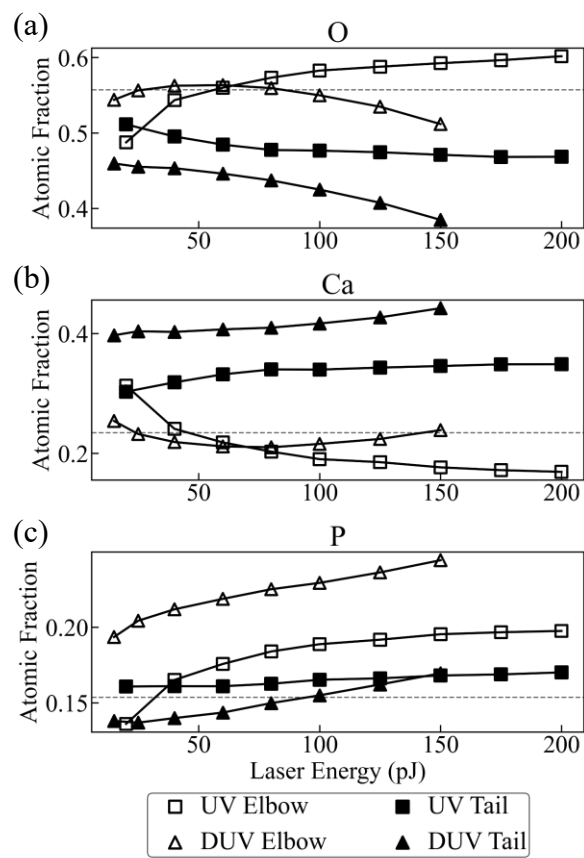 (a)
O
Atomic Fraction
0.6
0.5
0.4
50 100 150 200
(b)
Ca
Atomic Fraction
0.4
0.2
50 100 150 200
(c)
P
Atomic Fraction
0.20
0.15
50 100 150 200
Laser Energy (pJ)
UV Elbow UV Tail
DUV Elbow DUV Tail